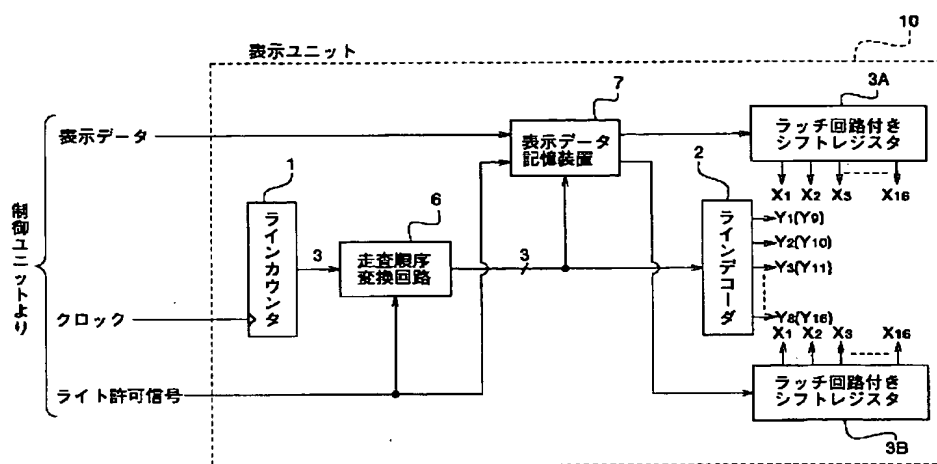 表示ユニット
10
制御ユニットより
表示データ
クロック
ライト許可信号
1
ラインカウンタ
3
6
走査順序
変換回路
3
7
表示データ
記憶装置
2
ラインデコーダ
3A
ラッチ回路付き
シフトレジスタ
X1 X2 X3 X16
Y1(Y9)
Y2(Y10)
Y3(Y11)
Y8(Y16)
X1 X2 X3 X16
ラッチ回路付き
シフトレジスタ
3B